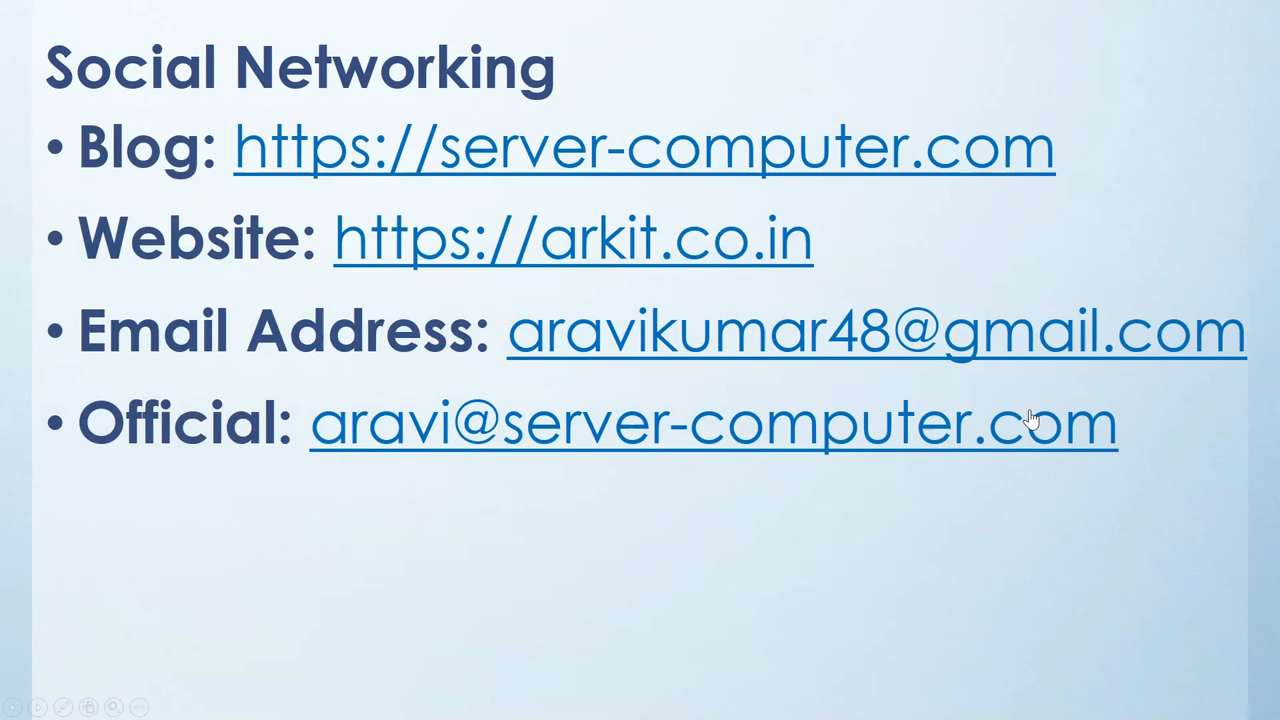 Social Networking
• Blog: https://server-computer.com
• Website: https://arkit.co.in
• Email Address: aravikumar48@gmail.com
• Official: aravi@server-computer.com